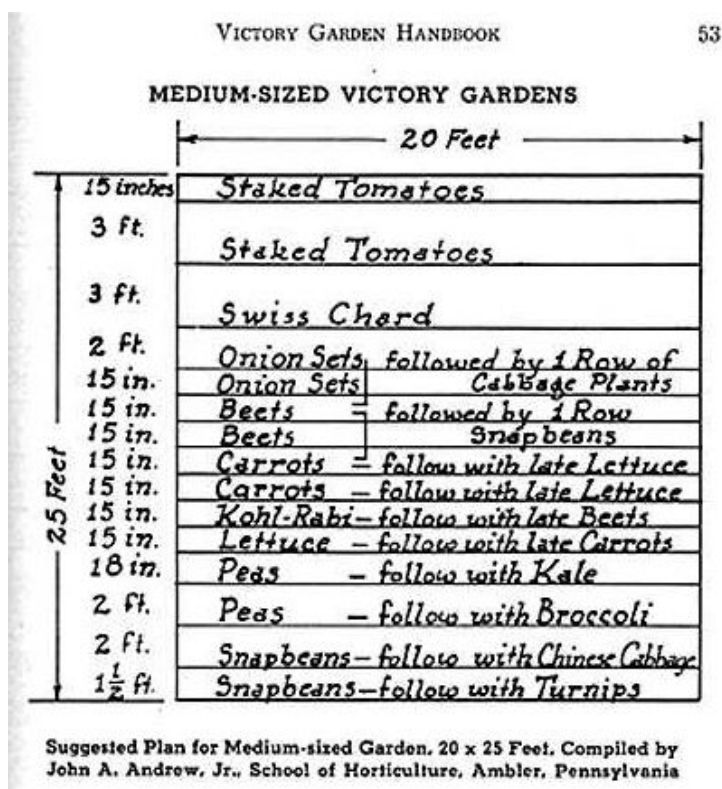 VICTORY GARDEN HANDBOOK 53
MEDIUM-SIZED VICTORY GARDENS
20 Feet
25 Feet
15 inches Staked Tomatoes
3 ft. Staked Tomatoes
3 ft. Swiss Chard
2 ft. Onion Sets followed by 1 Row of
15 in. Onion Sets Cabbage Plants
15 in. Beets = followed by 1 Row
15 in. Beets Snapbeans
15 in. Carrots = follow with late Lettuce
15 in. Carrots - follow with late Lettuce
15 in. Kohl-Rabi - follow with late Beets
15 in. Lettuce - follow with late Carrots
18 in. Peas - follow with Kale
2 ft. Peas - follow with Broccoli
2 ft. Snapbeans - follow with Chinese Cabbage
1 1/2 ft. Snapbeans - follow with Turnips
Suggested Plan for Medium-sized Garden, 20 x 25 Feet. Compiled by
John A. Andrew, Jr., School of Horticulture, Ambler, Pennsylvania